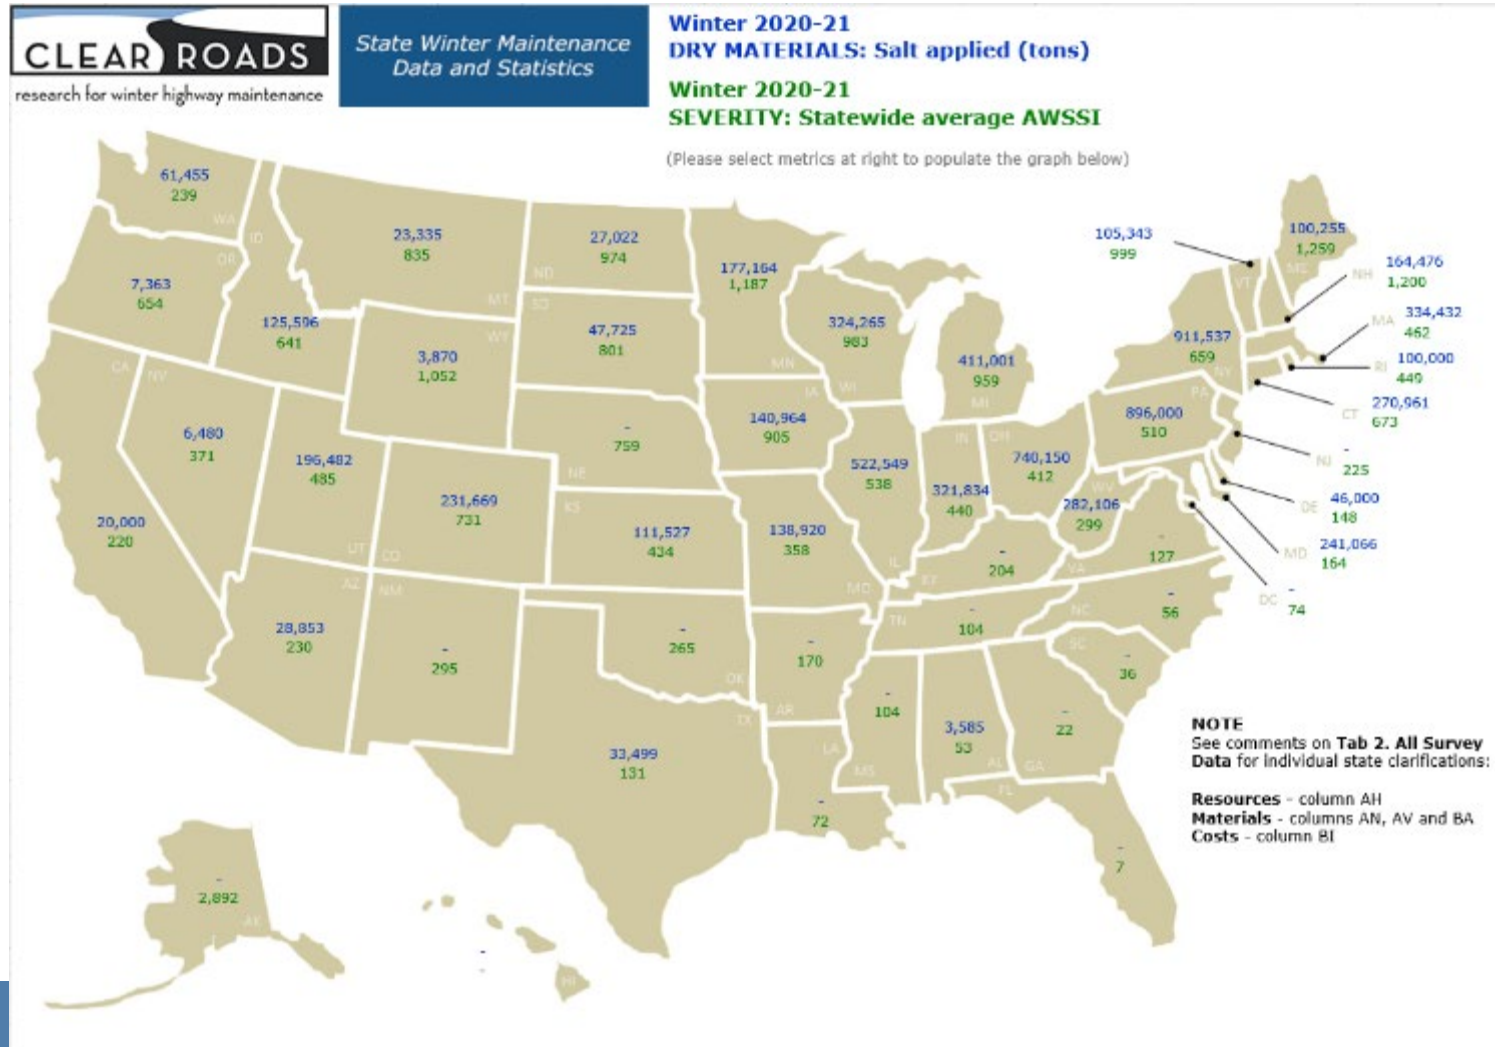 CLEAR ROADS
research for winter highway maintenance
State Winter Maintenance
Data and Statistics
Winter 2020-21
DRY MATERIALS: Salt applied (tons)
Winter 2020-21
SEVERITY: Statewide average AWSSI
(Please select metrics at right to populate the graph below)
61,455
239
WA
7,363
654
OR
ID
125,596
641
23,335
835
MT
27,022
974
ND
SD
47,725
801
177,164
1,187
MN
324,265
983
WI
411,001
959
MI
105,343
999
VT
100,255
1,259
ME
NH
164,476
1,200
MA
334,432
462
RI
100,000
449
CT
270,961
673
911,537
659
NY
PA
896,000
510
NJ
-
225
DE
46,000
148
MD
241,066
164
DC
-
74
WY
3,870
1,052
CA
20,000
220
NV
6,480
371
196,482
485
UT
231,669
731
CO
-
759
NE
KS
111,527
434
IA
140,964
905
138,920
358
MO
522,549
538
IL
IN
321,834
440
OH
740,150
412
WV
282,106
299
-
127
VA
-
204
KY
TN
-
104
NC
-
56
SC
-
36
AZ
28,853
230
NM
-
295
-
265
OK
TX
33,499
131
-
170
AR
LA
-
72
-
104
MS
3,585
53
AL
-
22
GA
FL
-
7
-
2,892
AK
-
-
HI
NOTE
See comments on Tab 2. All Survey
Data for individual state clarifications:
Resources - column AH
Materials - columns AN, AV and BA
Costs - column BI